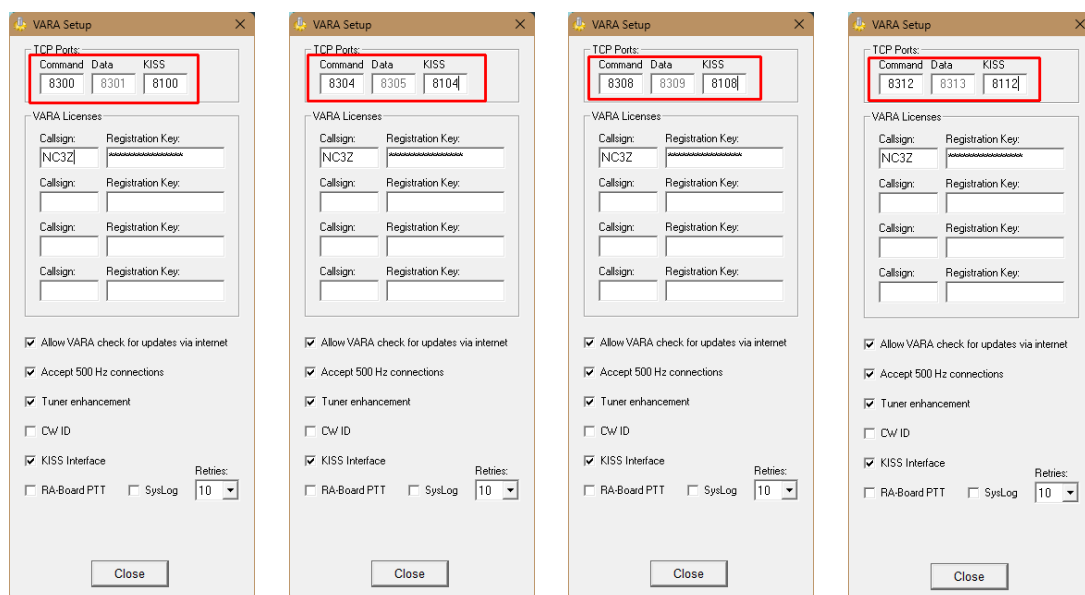 VARA Setup
TCP Ports:
Command Data KISS
8300 8301 8100
VARA Licenses
Callsign: Registration Key:
NC3Z ****************
Callsign: Registration Key:
Callsign: Registration Key:
Callsign: Registration Key:
Allow VARA check for updates via internet
Accept 500 Hz connections
Tuner enhancement
CW ID
KISS Interface
Retries:
RA-Board PTT SysLog 10
Close
VARA Setup
TCP Ports:
Command Data KISS
8304 8305 8104
VARA Licenses
Callsign: Registration Key:
NC3Z ****************
Callsign: Registration Key:
Callsign: Registration Key:
Callsign: Registration Key:
Allow VARA check for updates via internet
Accept 500 Hz connections
Tuner enhancement
CW ID
KISS Interface
Retries:
RA-Board PTT SysLog 10
Close
VARA Setup
TCP Ports:
Command Data KISS
8308 8309 8108
VARA Licenses
Callsign: Registration Key:
NC3Z ****************
Callsign: Registration Key:
Callsign: Registration Key:
Callsign: Registration Key:
Allow VARA check for updates via internet
Accept 500 Hz connections
Tuner enhancement
CW ID
KISS Interface
Retries:
RA-Board PTT SysLog 10
Close
VARA Setup
TCP Ports:
Command Data KISS
8312 8313 8112
VARA Licenses
Callsign: Registration Key:
NC3Z ****************
Callsign: Registration Key:
Callsign: Registration Key:
Callsign: Registration Key:
Allow VARA check for updates via internet
Accept 500 Hz connections
Tuner enhancement
CW ID
KISS Interface
Retries:
RA-Board PTT SysLog 10
Close